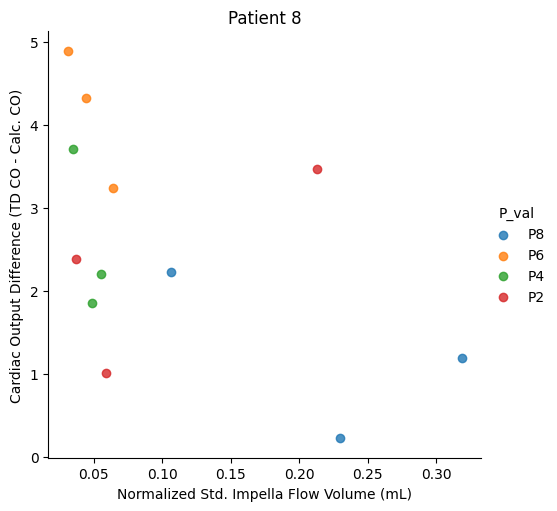 Patient 8
Cardiac Output Difference (TD CO - Calc. CO)
5
4
3
2
1
0
0.05 0.10 0.15 0.20 0.25 0.30
Normalized Std. Impella Flow Volume (mL)
P_val
P8
P6
P4
P2